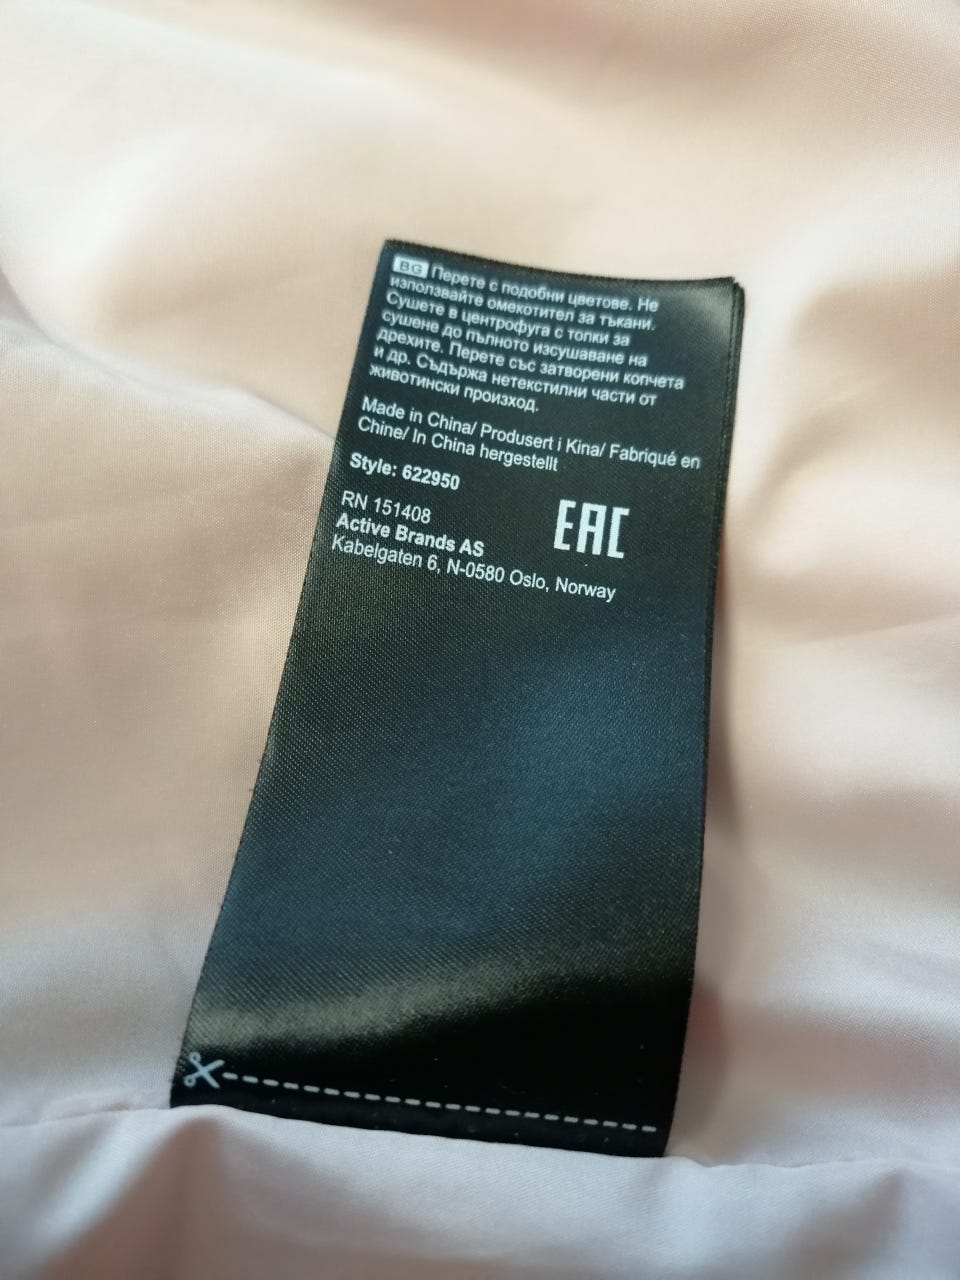 BG Перете с подобни цветове. Не
използвайте омекотител за тъкани.
Сушете в центрофуга с топки за
сушене до пълното изсушаване на
дрехите. Перете със затворени копчета
и др. Съдържа нетекстилни части от
животински произход.
Made in China/ Produsert i Kina/ Fabriqué en
Chine/ In China hergestellt
Style: 622950
RN 151408
EAC
Active Brands AS
Kabelgaten 6, N-0580 Oslo, Norway